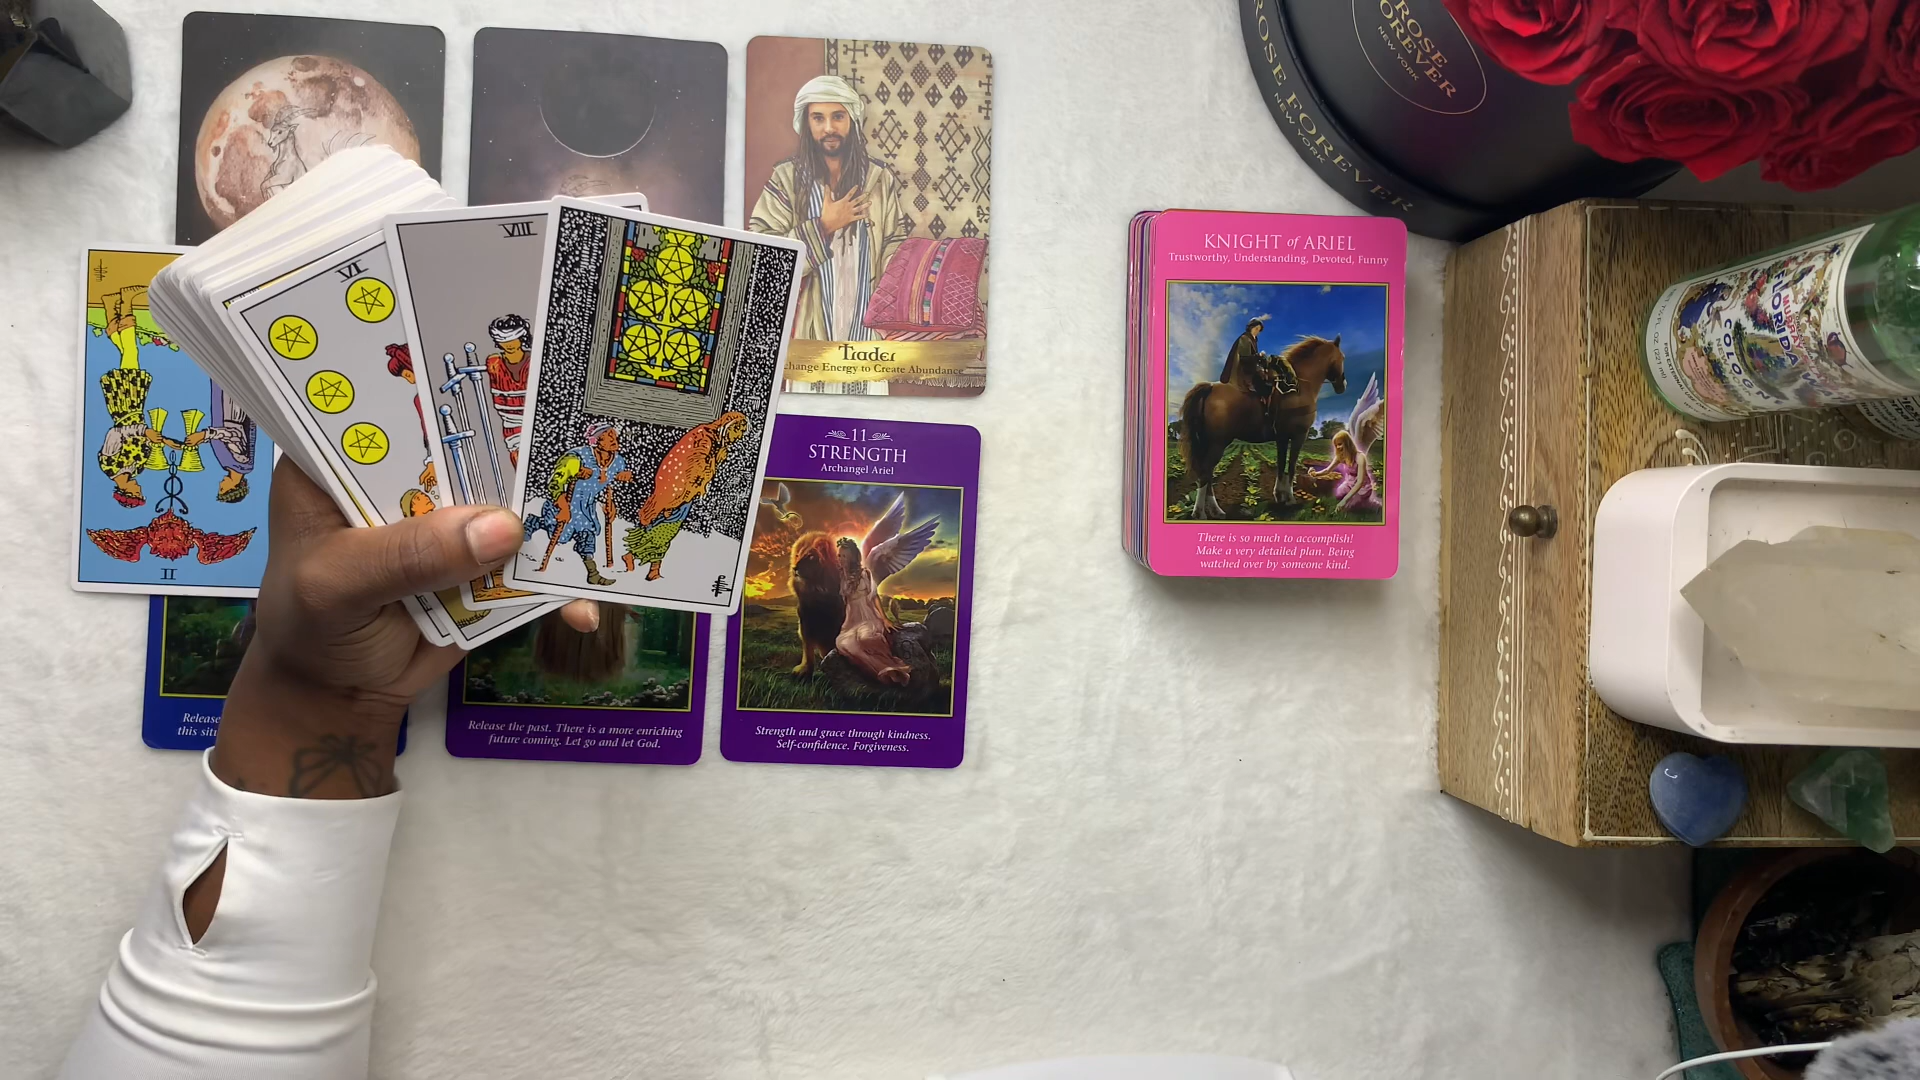 ROSE
FOREVER
NEW YORK
ROSE FOREVER
NEW YORK
Trader
change Energy to Create Abundance
VI
VIII
II
11
STRENGTH
Archangel Ariel
Strength and grace through kindness.
Self-confidence. Forgiveness.
Release the past. There is a more enriching
future coming. Let go and let God.
Release
this
KNIGHT of ARIEL
Trustworthy, Understanding, Devoted, Funny
There is so much to accomplish!
Make a very detailed plan. Being
watched over by someone kind.
MURRAY
FLORIDA
COLOGN